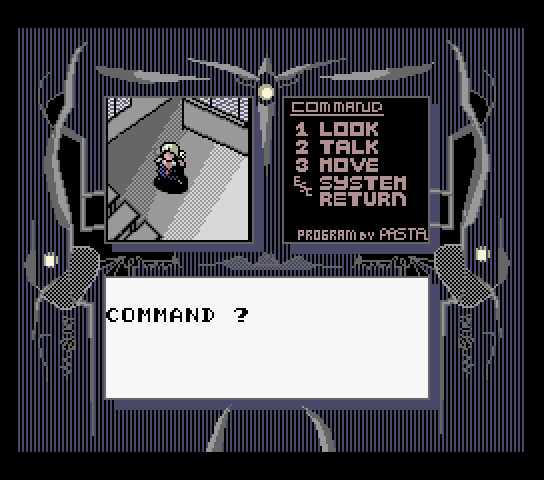 COMMAND
1 LOOK
2 TALK
3 MOVE
ESC SYSTEM
RETURN
PROGRAM BY PASTA
COMMAND ?